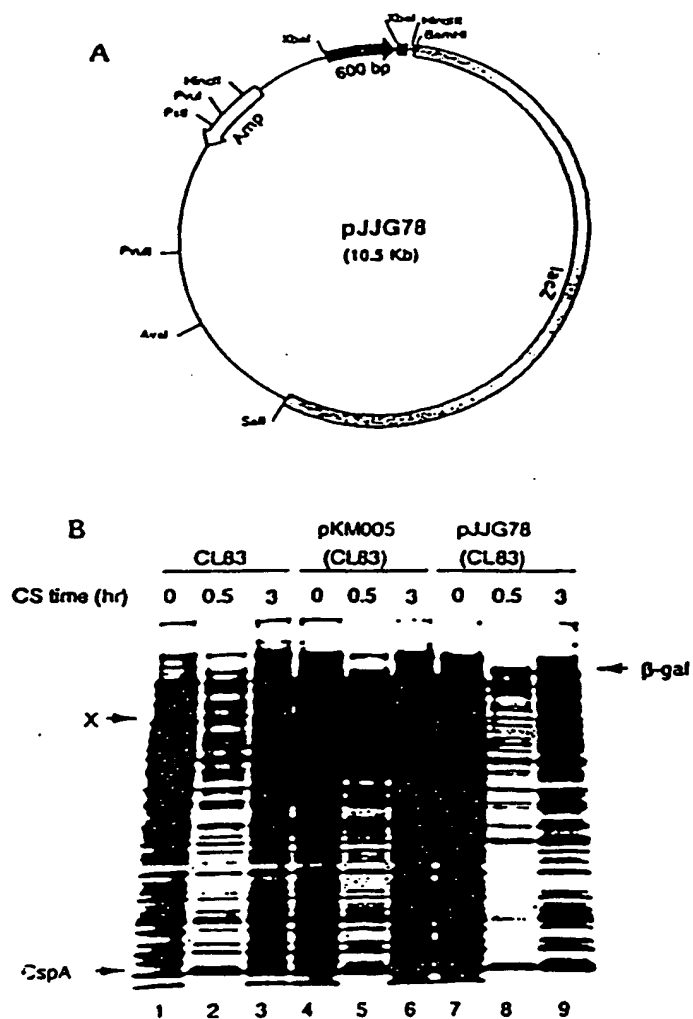 A
XbaI
XbaI
HindIII
BamHI
600 bp
PvuI
PstI
Amp
pJJG78
(10.5 Kb)
PvuII
AvaI
lacZ
SalI
B
pKM005 pJJG78
CL83 (CL83) (CL83)
CS time (hr) 0 0.5 3 0 0.5 3 0 0.5 3
β-gal
X
CspA
1 2 3 4 5 6 7 8 9